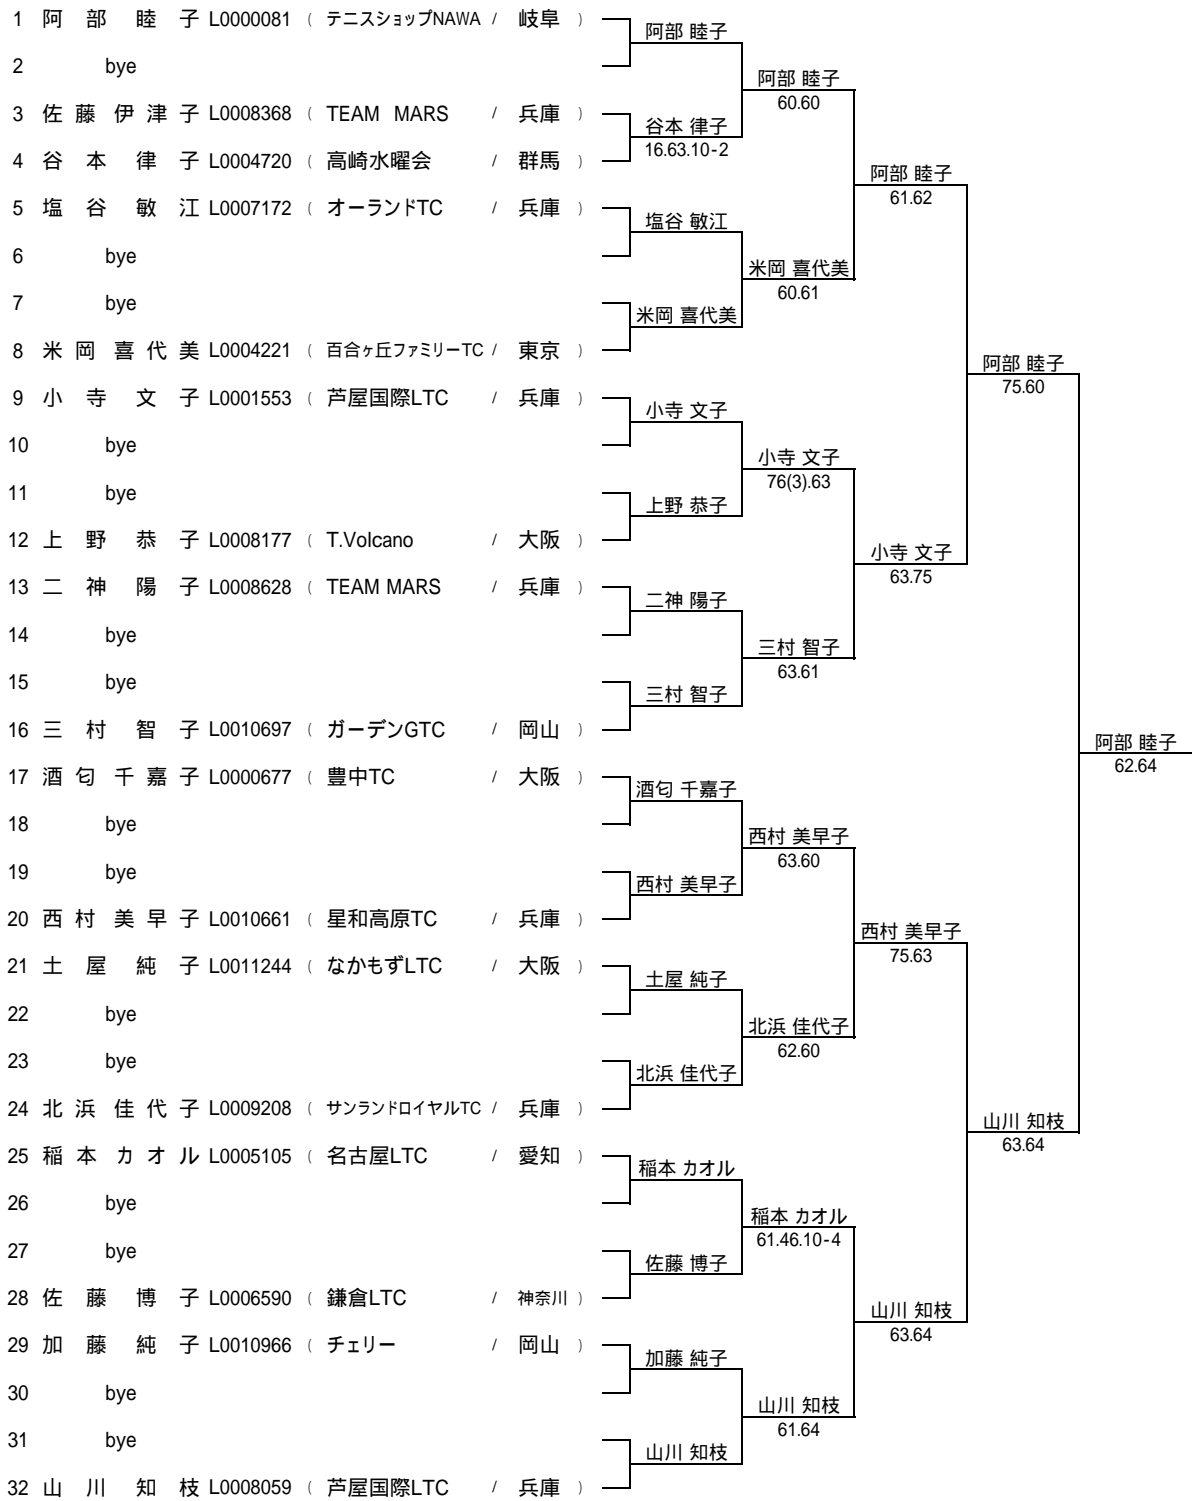 1 阿部睦子 L0000081 ( テニスショップNAWA / 岐阜 )
2 bye
3 佐藤伊津子 L0008368 ( TEAM MARS / 兵庫 )
4 谷本律子 L0004720 ( 高崎水曜会 / 群馬 )
5 塩谷敏江 L0007172 ( オーランドTC / 兵庫 )
6 bye
7 bye
8 米岡喜代美 L0004221 ( 百合ヶ丘ファミリーTC / 東京 )
9 小寺文子 L0001553 ( 芦屋国際LTC / 兵庫 )
10 bye
11 bye
12 上野恭子 L0008177 ( T.Volcano / 大阪 )
13 二神陽子 L0008628 ( TEAM MARS / 兵庫 )
14 bye
15 bye
16 三村智子 L0010697 ( ガーデンGTC / 岡山 )
17 酒匂千嘉子 L0000677 ( 豊中TC / 大阪 )
18 bye
19 bye
20 西村美早子 L0010661 ( 星和高原TC / 兵庫 )
21 土屋純子 L0011244 ( なかもずLTC / 大阪 )
22 bye
23 bye
24 北浜佳代子 L0009208 ( サンランドロイヤルTC / 兵庫 )
25 稲本カオル L0005105 ( 名古屋LTC / 愛知 )
26 bye
27 bye
28 佐藤博子 L0006590 ( 鎌倉LTC / 神奈川 )
29 加藤純子 L0010966 ( チェリー / 岡山 )
30 bye
31 bye
32 山川知枝 L0008059 ( 芦屋国際LTC / 兵庫 )
阿部 睦子
谷本 律子
16.63.10-2
塩谷 敏江
米岡 喜代美
小寺 文子
上野 恭子
二神 陽子
三村 智子
酒匂 千嘉子
西村 美早子
土屋 純子
北浜 佳代子
稲本 カオル
佐藤 博子
加藤 純子
山川 知枝
阿部 睦子
60.60
米岡 喜代美
60.61
小寺 文子
76(3).63
三村 智子
63.61
西村 美早子
63.60
北浜 佳代子
62.60
稲本 カオル
61.46.10-4
山川 知枝
61.64
阿部 睦子
61.62
小寺 文子
63.75
西村 美早子
75.63
山川 知枝
63.64
阿部 睦子
75.60
山川 知枝
63.64
阿部 睦子
62.64